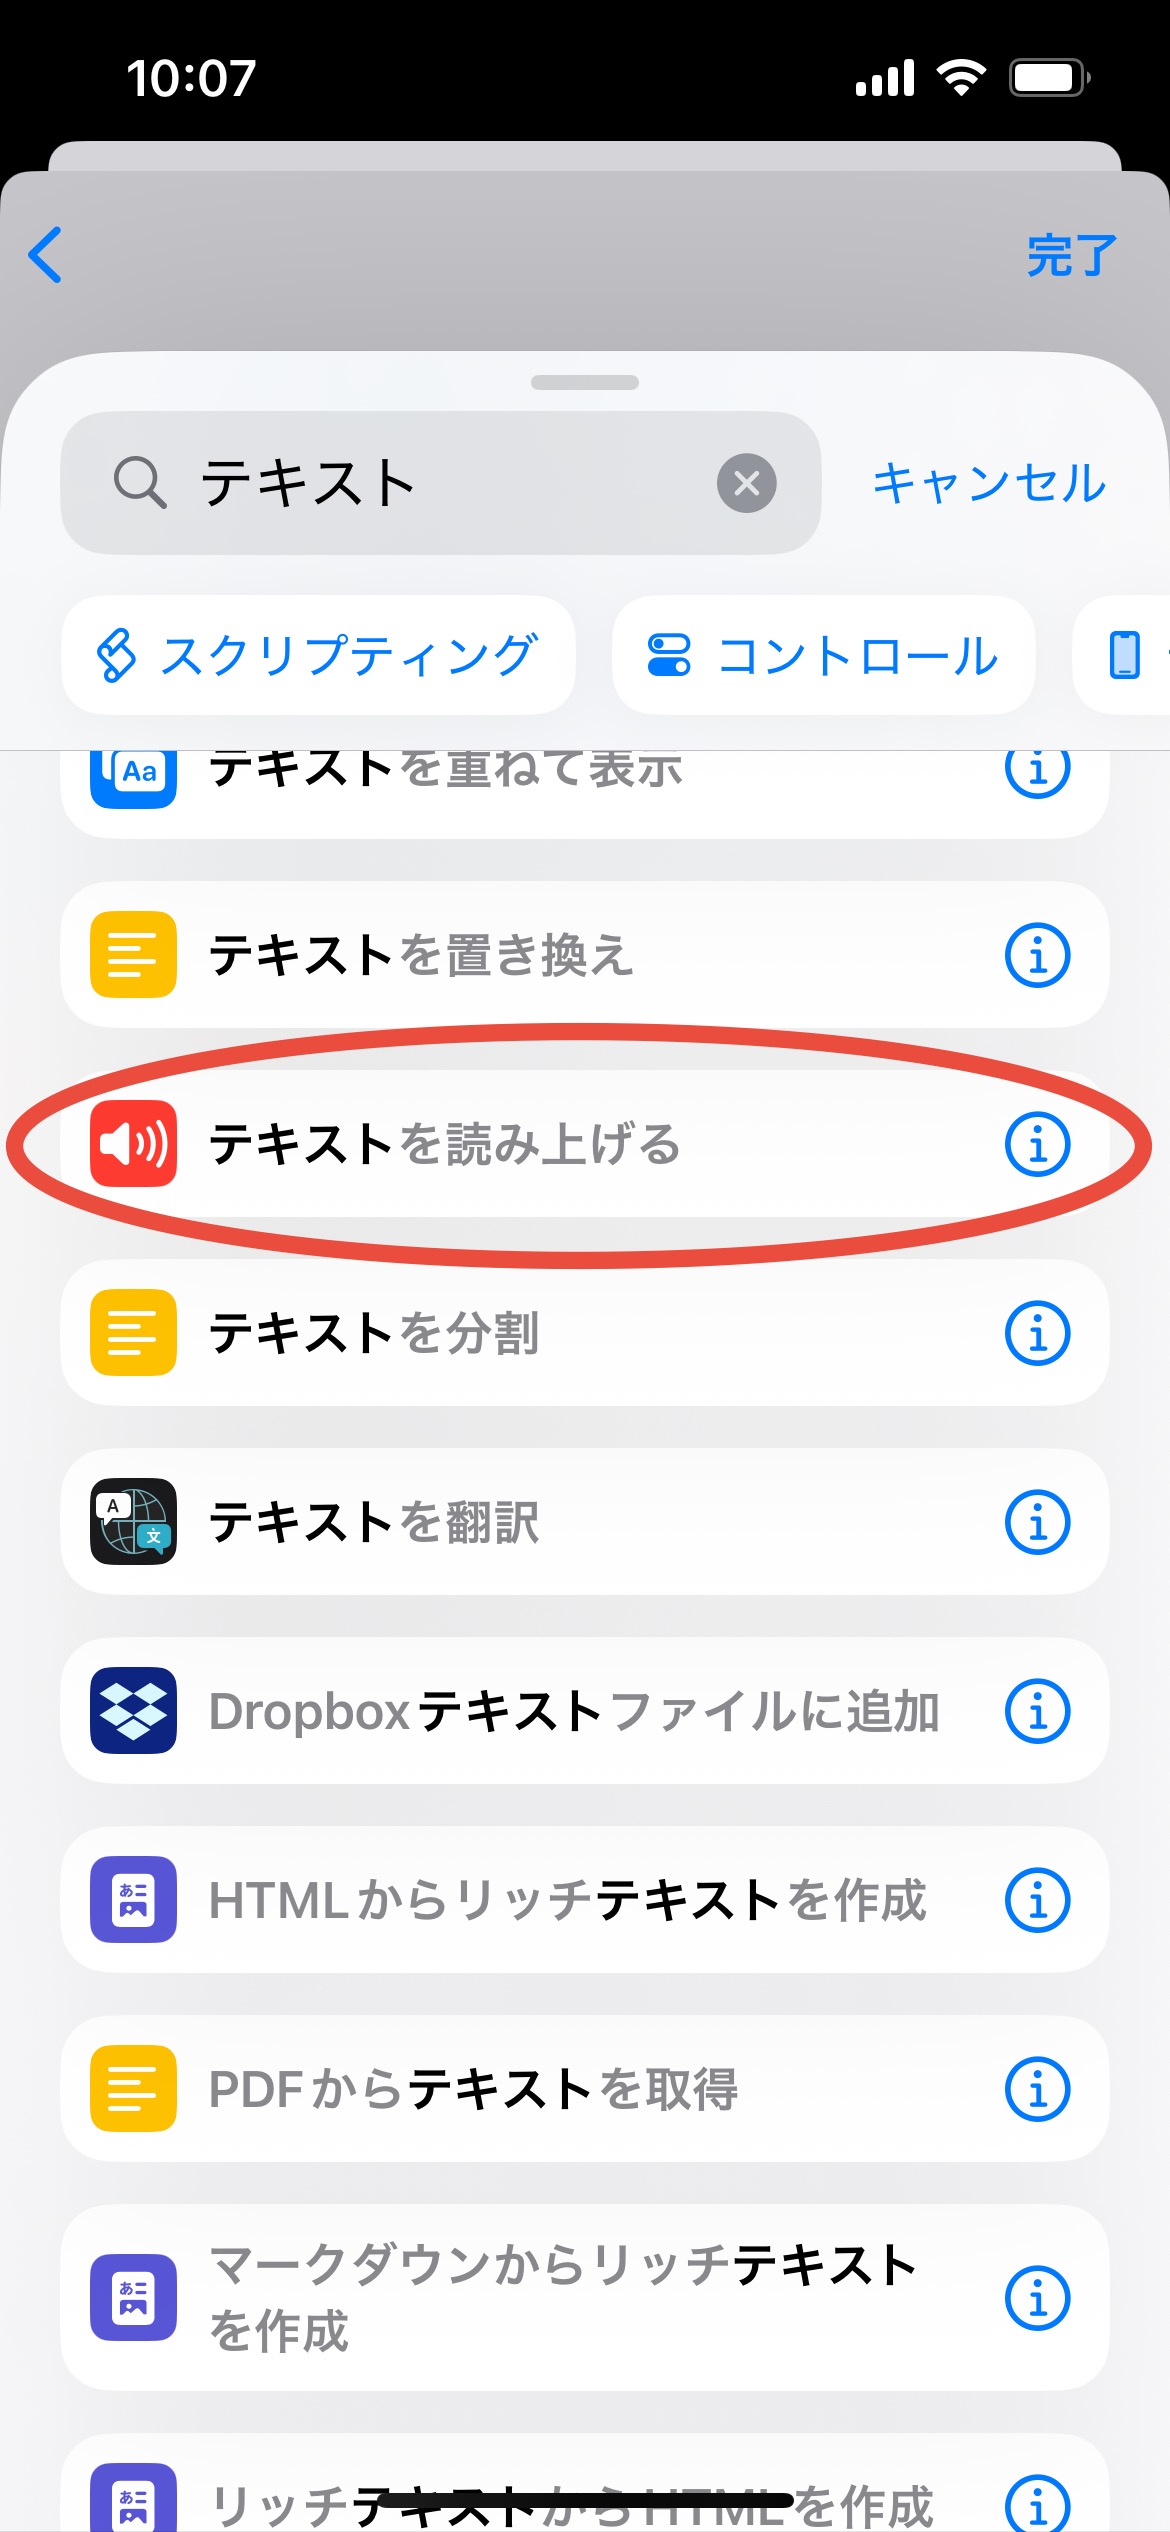 10:07
完了
テキスト
キャンセル
スクリプティング
コントロール
Aa
テキストを重ねて表示
テキストを置き換え
テキストを読み上げる
テキストを分割
A
文
テキストを翻訳
Dropboxテキストファイルに追加
あ
HTMLからリッチテキストを作成
PDFからテキストを取得
あ
マークダウンからリッチテキスト
を作成
あ
リッチテキストからHTMLを作成